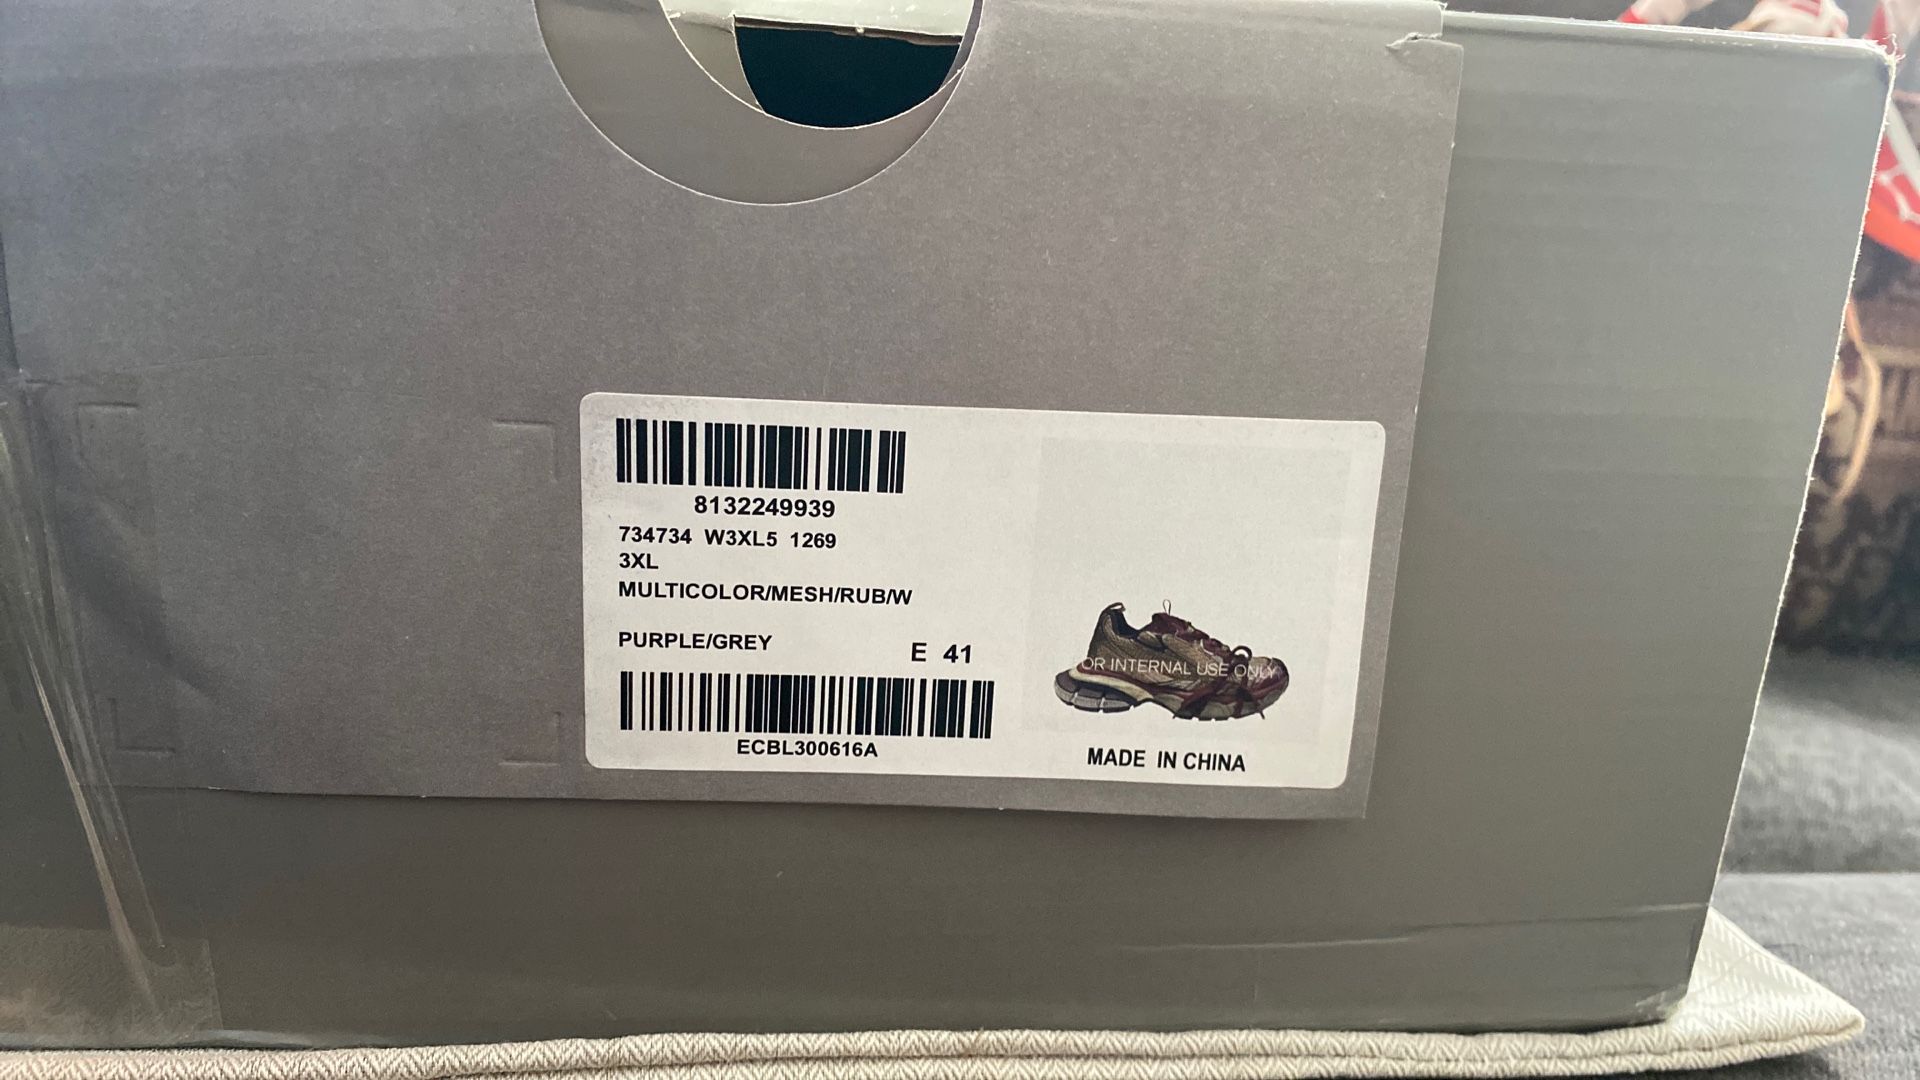 8132249939
734734 W3XL5 1269
3XL
MULTICOLOR/MESH/RUB/W
PURPLE/GREY
E 41
ECBL300616A
OR INTERNAL USE ONLY
MADE IN CHINA